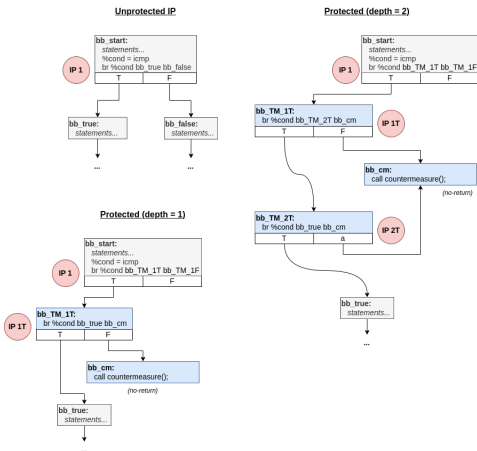 Unprotected IP
bb_start:
statements...
%cond = icmp
br %cond bb_true bb_false
T F
IP 1
bb_true:
statements...
bb_false:
statements...
...
...
Protected (depth = 1)
bb_start:
statements...
%cond = icmp
br %cond bb_TM_1T bb_TM_1F
T F
IP 1
bb_TM_1T:
br %cond bb_true bb_cm
T F
IP 1T
bb_cm:
call countermeasure();
(no-return)
bb_true:
statements...
...
Protected (depth = 2)
bb_start:
statements...
%cond = icmp
br %cond bb_TM_1T bb_TM_1F
T F
IP 1
bb_TM_1T:
br %cond bb_TM_2T bb_cm
T F
IP 1T
bb_cm:
call countermeasure();
(no-return)
bb_TM_2T:
br %cond bb_true bb_cm
T a
IP 2T
bb_true:
statements...
...